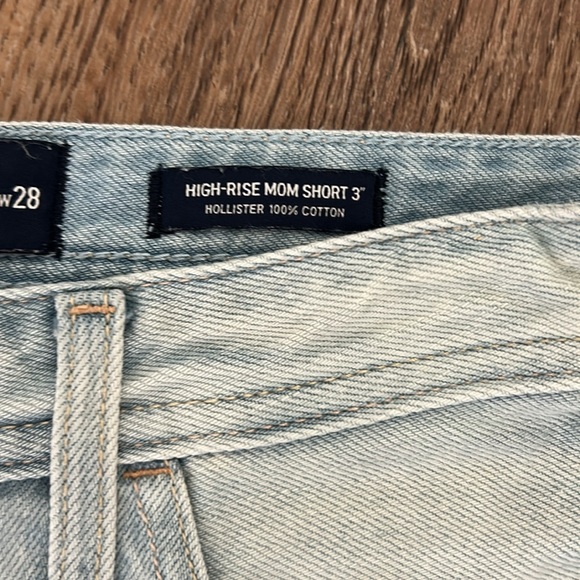 W28
HIGH-RISE MOM SHORT 3"
HOLLISTER 100% COTTON